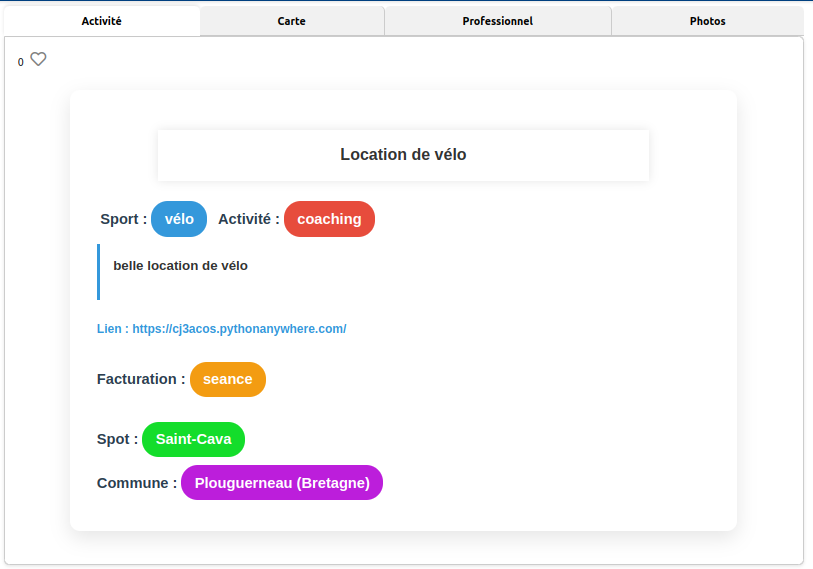 Activité Carte Professionnel Photos
0
Location de vélo
Sport : vélo Activité : coaching
belle location de vélo
Lien : https://cj3acos.pythonanywhere.com/
Facturation : seance
Spot : Saint-Cava
Commune : Plouguerneau (Bretagne)